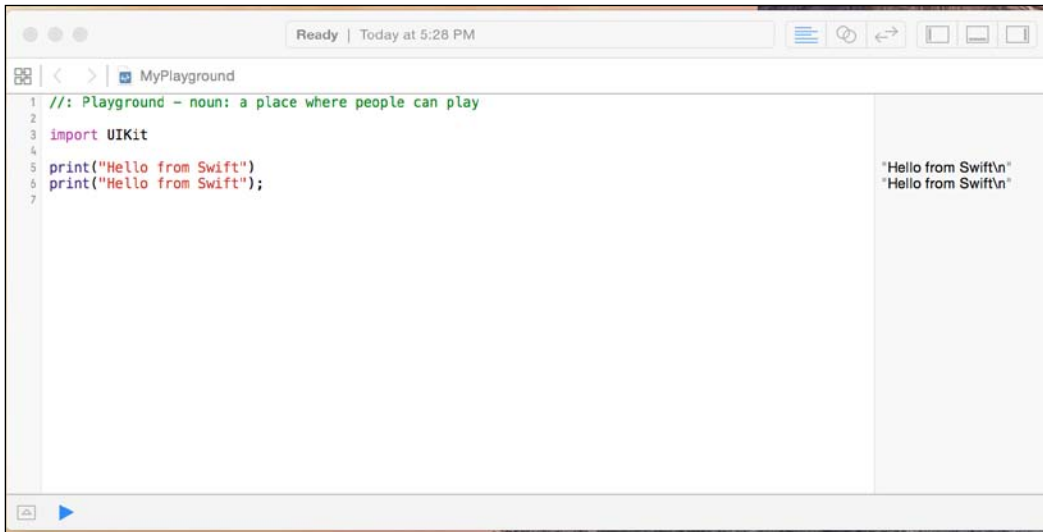 Ready | Today at 5:28 PM
MyPlayground
1 //: Playground – noun: a place where people can play
2
3 import UIKit
4
5 print("Hello from Swift") "Hello from Swift\n"
6 print("Hello from Swift"); "Hello from Swift\n"
7